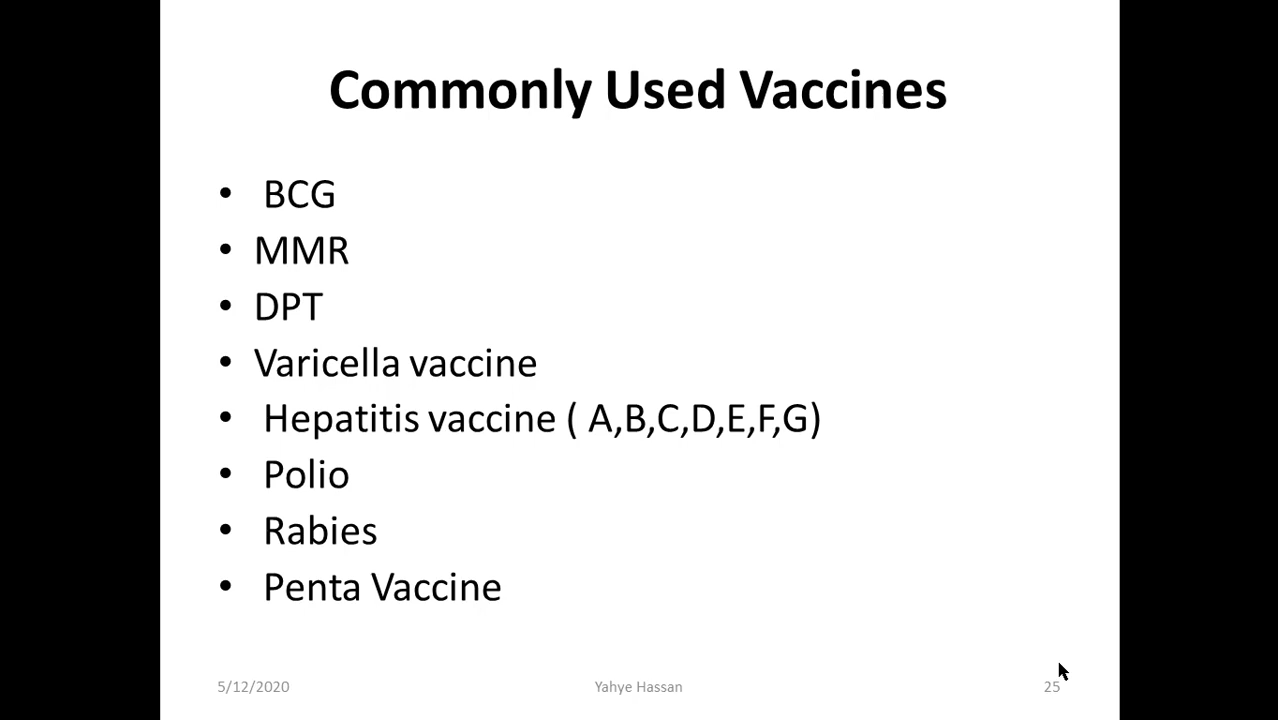 Commonly Used Vaccines
• BCG
• MMR
• DPT
• Varicella vaccine
• Hepatitis vaccine ( A,B,C,D,E,F,G)
• Polio
• Rabies
• Penta Vaccine
5/12/2020
Yahye Hassan
25